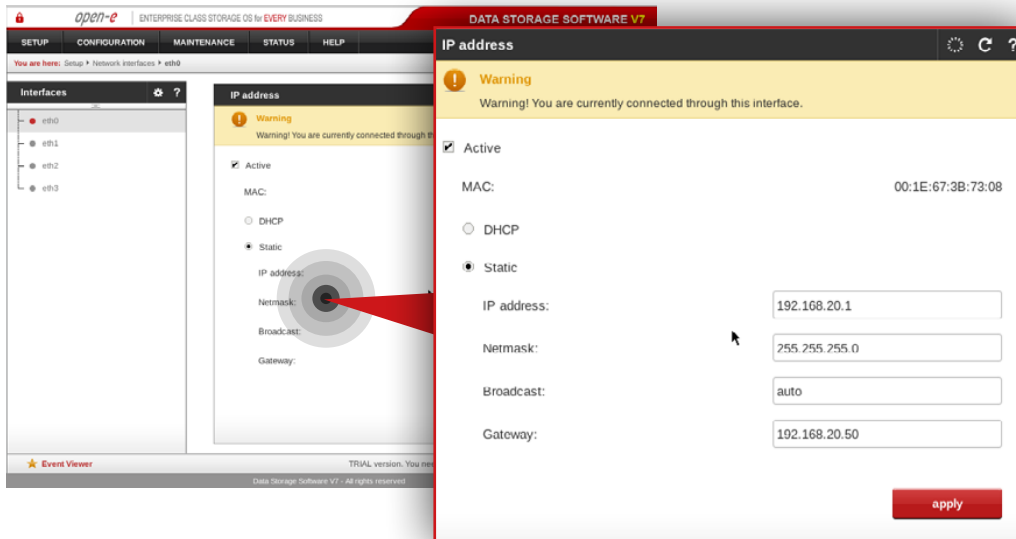 open-e ENTERPRISE CLASS STORAGE OS for EVERY BUSINESS
DATA STORAGE SOFTWARE V7
SETUP CONFIGURATION MAINTENANCE STATUS HELP
You are here: Setup Network interfaces eth0
Interfaces ?
eth0
eth1
eth2
eth3
IP address
Warning
Warning! You are currently connected through
Active
MAC:
DHCP
Static
IP address:
Netmask:
Broadcast:
Gateway:
Event Viewer
TRIAL version. You
Data Storage Software V7 - All rights reserved
IP address ?
Warning
Warning! You are currently connected through this interface.
Active
MAC: 00:1E:67:3B:73:08
DHCP
Static
IP address: 192.168.20.1
Netmask: 255.255.255.0
Broadcast: auto
Gateway: 192.168.20.50
apply